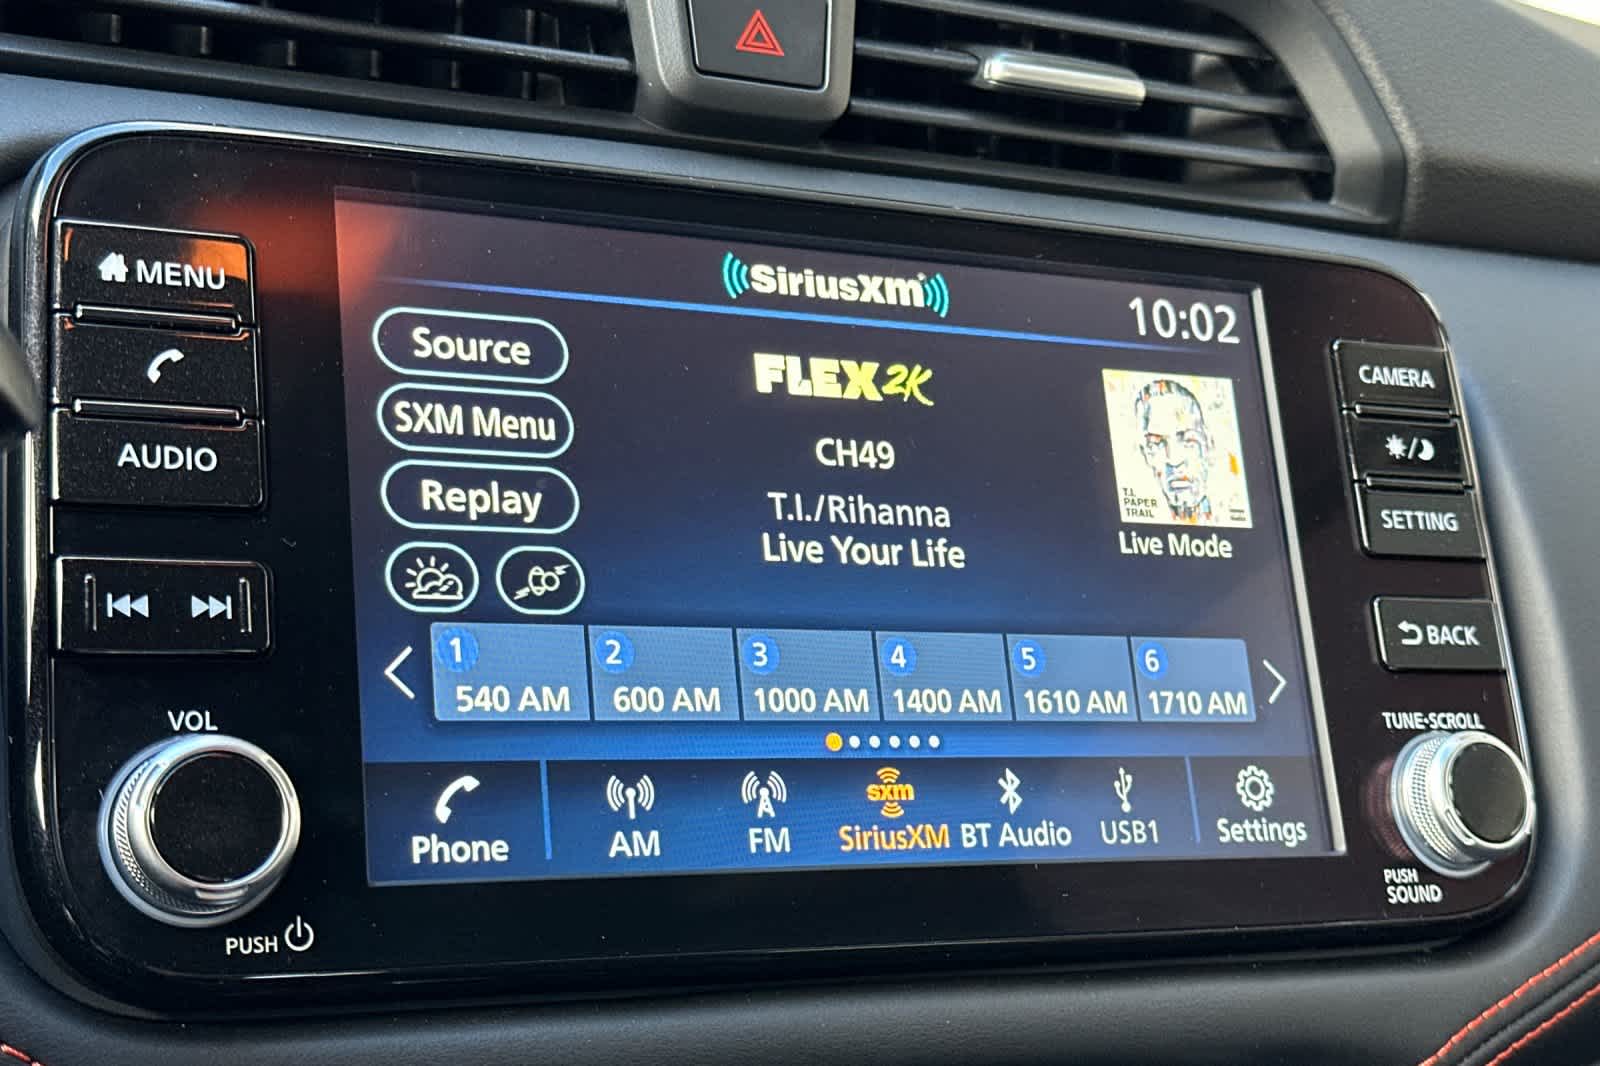 MENU
AUDIO
VOL
PUSH
SiriusXM
10:02
Source
SXM Menu
Replay
FLEX2K
CH49
T.I./Rihanna
Live Your Life
T.I.
PAPER
TRAIL
Live Mode
1 2 3 4 5 6
540 AM 600 AM 1000 AM 1400 AM 1610 AM 1710 AM
sxm
Phone AM FM SiriusXM BT Audio USB1 Settings
CAMERA
SETTING
BACK
TUNE·SCROLL
PUSH
SOUND